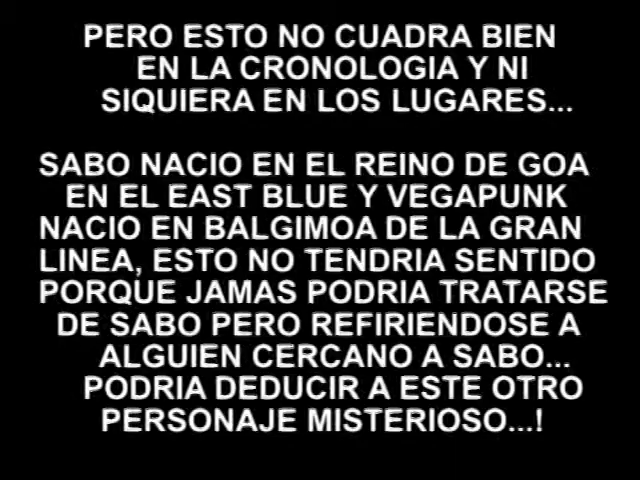 PERO ESTO NO CUADRA BIEN
EN LA CRONOLOGIA Y NI
SIQUIERA EN LOS LUGARES...
SABO NACIO EN EL REINO DE GOA
EN EL EAST BLUE Y VEGAPUNK
NACIO EN BALGIMOA DE LA GRAN
LINEA, ESTO NO TENDRIA SENTIDO
PORQUE JAMAS PODRIA TRATARSE
DE SABO PERO REFIRIENDOSE A
ALGUIEN CERCANO A SABO...
PODRIA DEDUCIR A ESTE OTRO
PERSONAJE MISTERIOSO...!